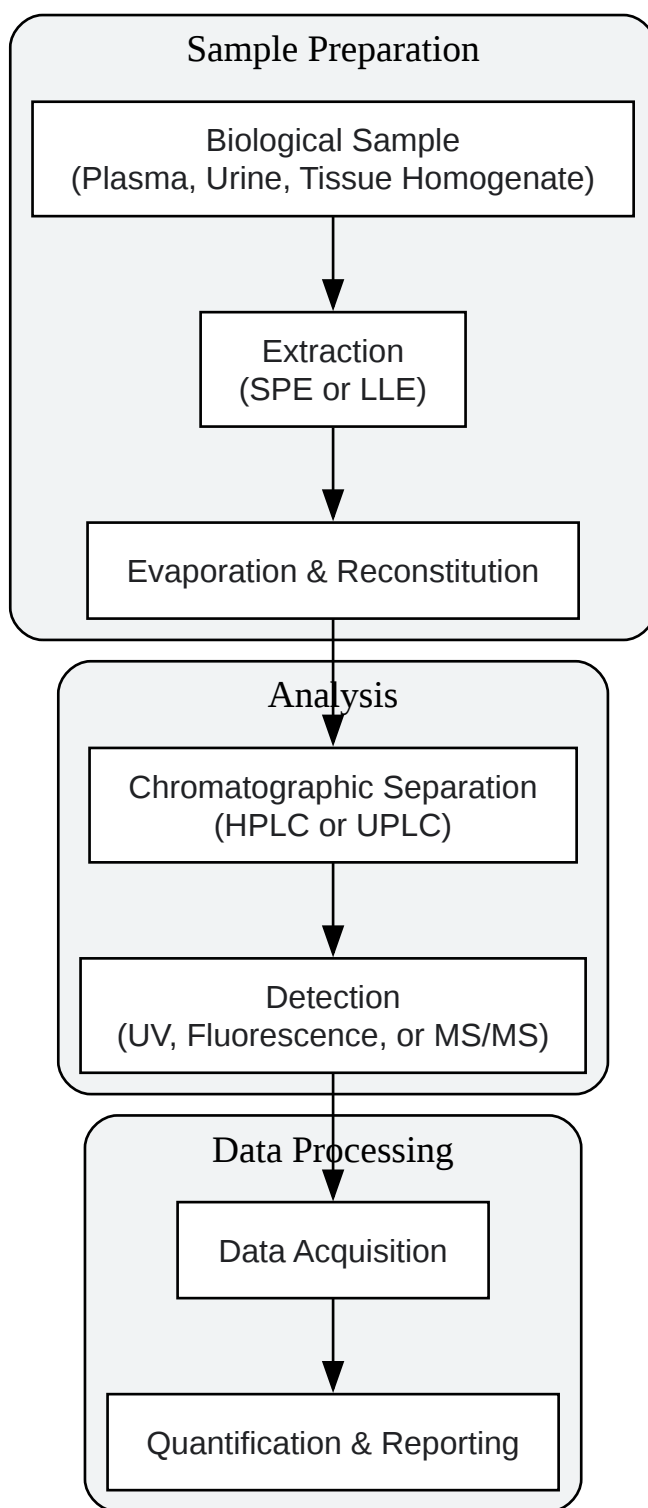 Sample Preparation
Biological Sample
(Plasma, Urine, Tissue Homogenate)
Extraction
(SPE or LLE)
Evaporation & Reconstitution
Analysis
Chromatographic Separation
(HPLC or UPLC)
Detection
(UV, Fluorescence, or MS/MS)
Data Processing
Data Acquisition
Quantification & Reporting